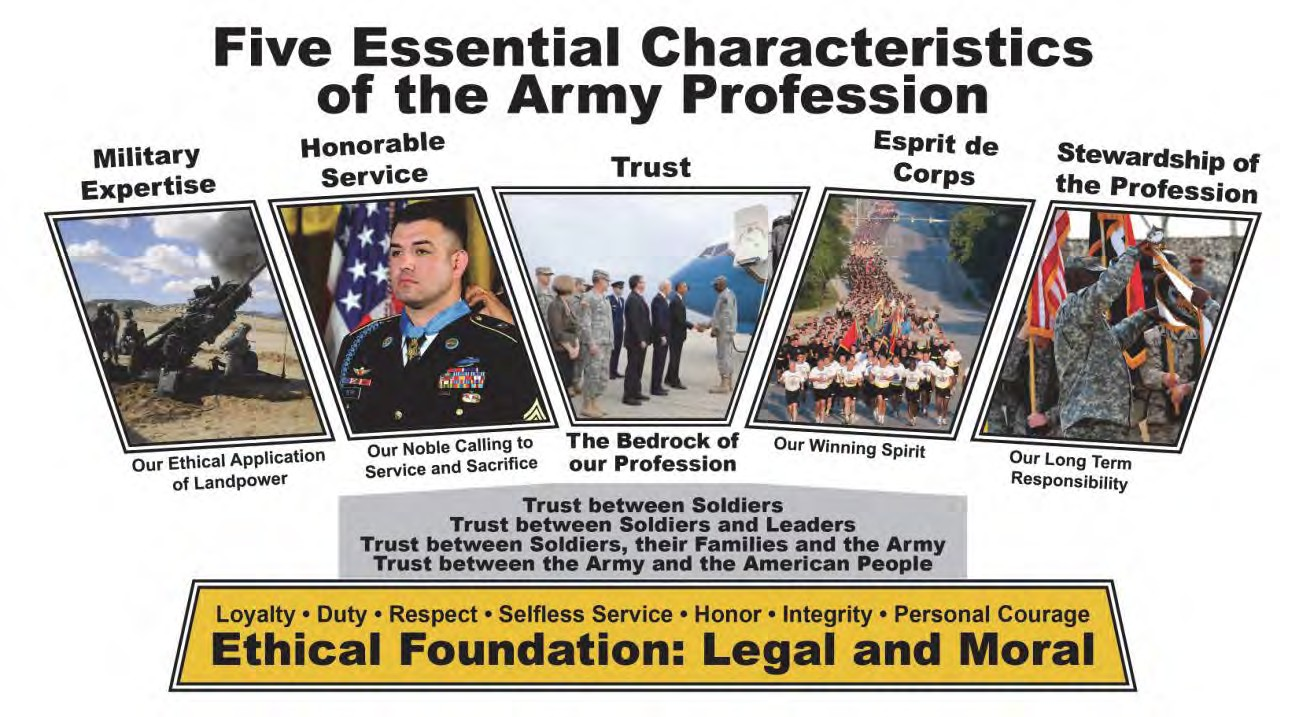 Five Essential Characteristics
of the Army Profession
Military
Expertise
Our Ethical Application
of Landpower
Honorable
Service
Our Noble Calling to
Service and Sacrifice
Trust
The Bedrock of
our Profession
Esprit de
Corps
Our Winning Spirit
Stewardship of
the Profession
Our Long Term
Responsibility
Trust between Soldiers
Trust between Soldiers and Leaders
Trust between Soldiers, their Families and the Army
Trust between the Army and the American People
Loyalty • Duty • Respect • Selfless Service • Honor • Integrity • Personal Courage
Ethical Foundation: Legal and Moral